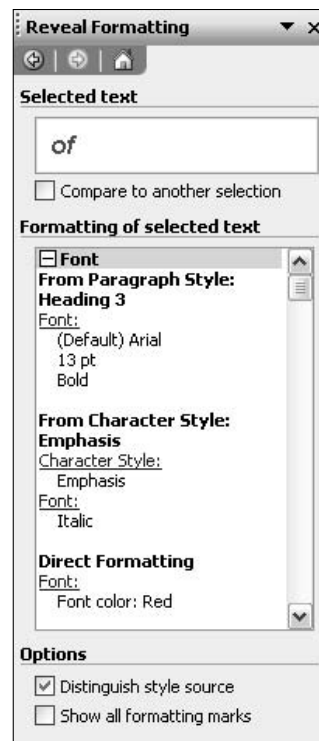 Reveal Formatting
Selected text
of
Compare to another selection
Formatting of selected text
Font
From Paragraph Style:
Heading 3
Font:
(Default) Arial
13 pt
Bold
From Character Style:
Emphasis
Character Style:
Emphasis
Font:
Italic
Direct Formatting
Font:
Font color: Red
Options
Distinguish style source
Show all formatting marks